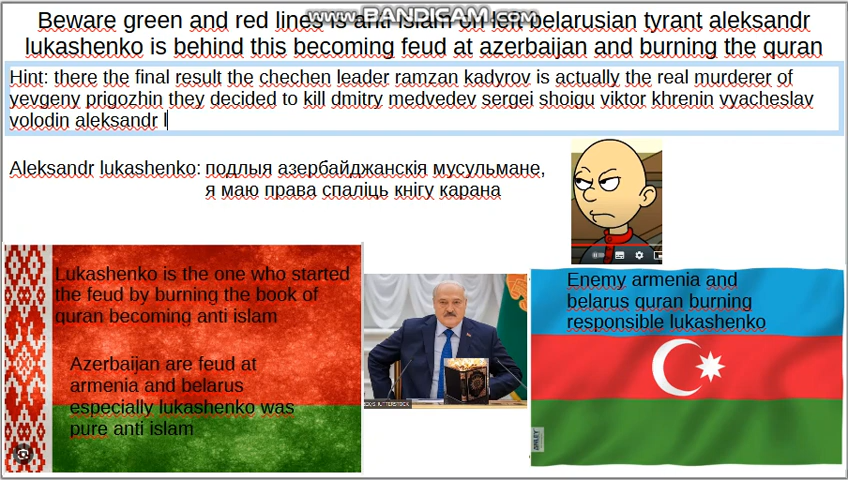 www.BANDICAM.com
Beware green and red lines is anti islam on left belarusian tyrant aleksandr
lukashenko is behind this becoming feud at azerbaijan and burning the quran
Hint: there the final result the chechen leader ramzan kadyrov is actually the real murderer of
yevgeny prigozhin they decided to kill dmitry medvedev sergei shoigu viktor khrenin vyacheslav
volodin aleksandr l
Aleksandr lukashenko: подлыя азербайджанскія мусульмане,
я маю права спаліць кнігу карана
Lukashenko is the one who started
the feud by burning the book of
quran becoming anti islam
Azerbaijan are feud at
armenia and belarus
especially lukashenko was
pure anti islam
Enemy armenia and
belarus quran burning
responsible lukashenko